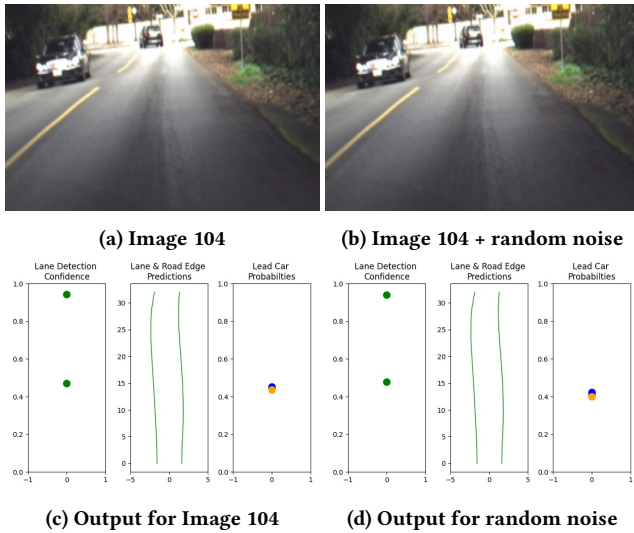 (a) Image 104
(b) Image 104 + random noise
Lane Detection
Confidence
Lane & Road Edge
Predictions
Lead Car
Probabilties
1.0
0.8
0.6
0.4
0.2
0.0
−1 0 1
30
25
20
15
10
5
0
−5 0 5
1.0
0.8
0.6
0.4
0.2
0.0
−1 0 1
Lane Detection
Confidence
Lane & Road Edge
Predictions
Lead Car
Probabilties
1.0
0.8
0.6
0.4
0.2
0.0
−1 0 1
30
25
20
15
10
5
0
−5 0 5
1.0
0.8
0.6
0.4
0.2
0.0
−1 0 1
(c) Output for Image 104
(d) Output for random noise